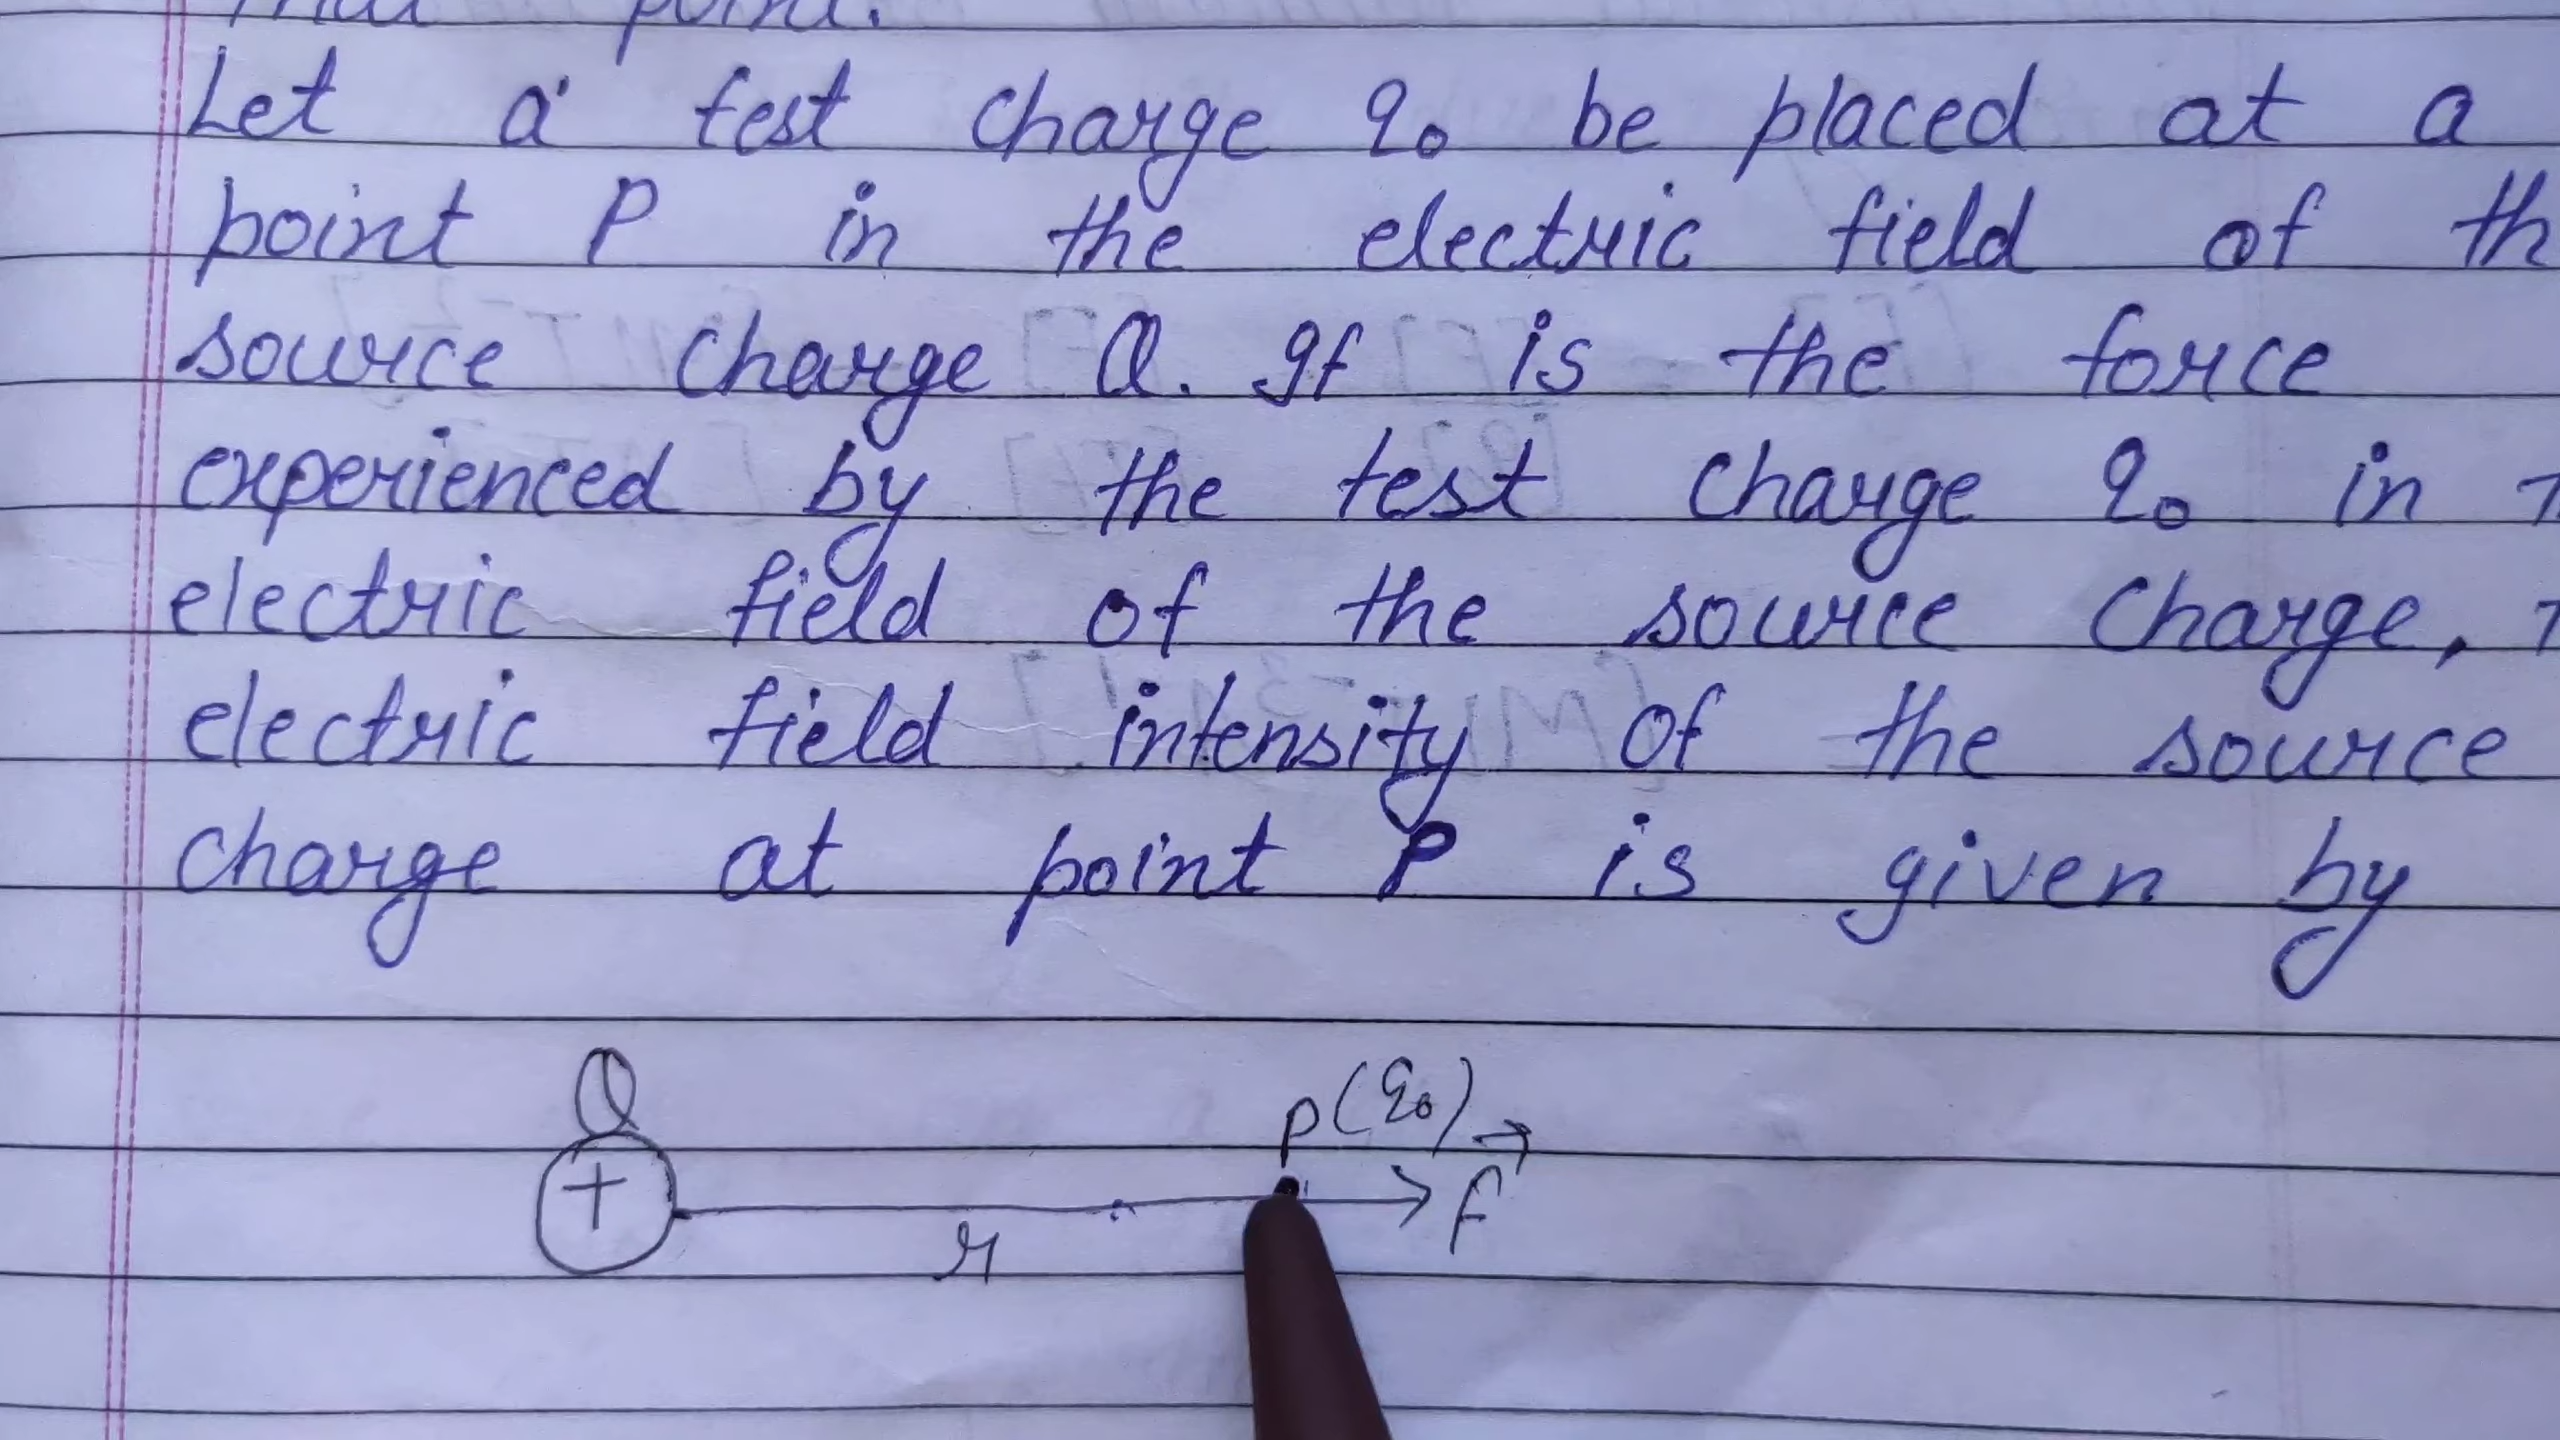 that point.
Let a test charge q₀ be placed at a
point P in the electric field of th
source charge Q. If is the force
experienced by the test charge q₀ in
electric field of the source charge,
electric field intensity of the source
charge at point P is given by
Q
P(q₀)
+
r
F